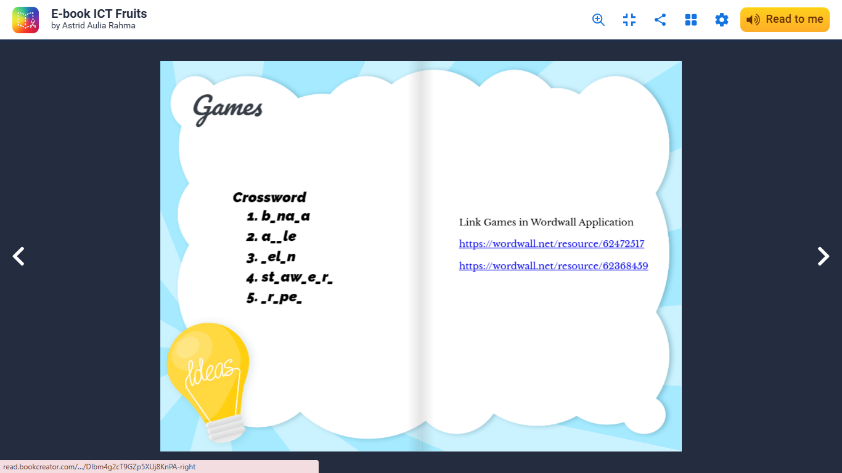 E-book ICT Fruits
by Astrid Aulia Rahma
Read to me
Games
Crossword
1. b_na_a
2. a__le
3. _el_n
4. st_aw_e_r_
5. _r_pe_
Ideas
Link Games in Wordwall Application
https://wordwall.net/resource/62472517
https://wordwall.net/resource/62368459
read.bookcreator.com/.../DIbm4g2cT9GZp5XUj8KnPA-right